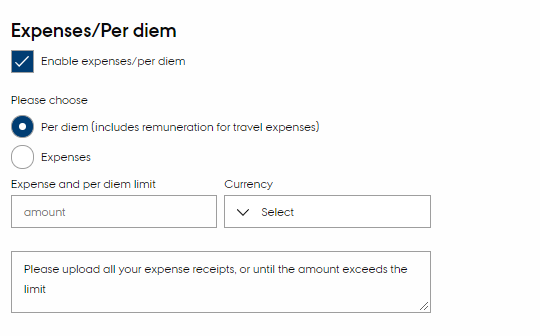 Expenses/Per diem
Enable expenses/per diem
Please choose
Per diem (includes remuneration for travel expenses)
Expenses
Expense and per diem limit
Currency
amount
Select
Please upload all your expense receipts, or until the amount exceeds the
limit